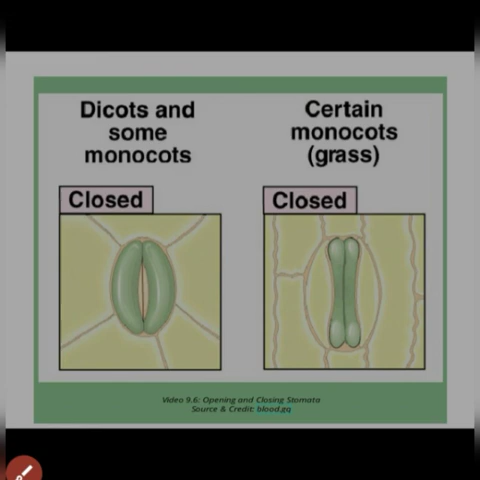 Dicots and
some
monocots
Certain
monocots
(grass)
Closed
Closed
Video 9.6: Opening and Closing Stomata
Source & Credit: blood.gq